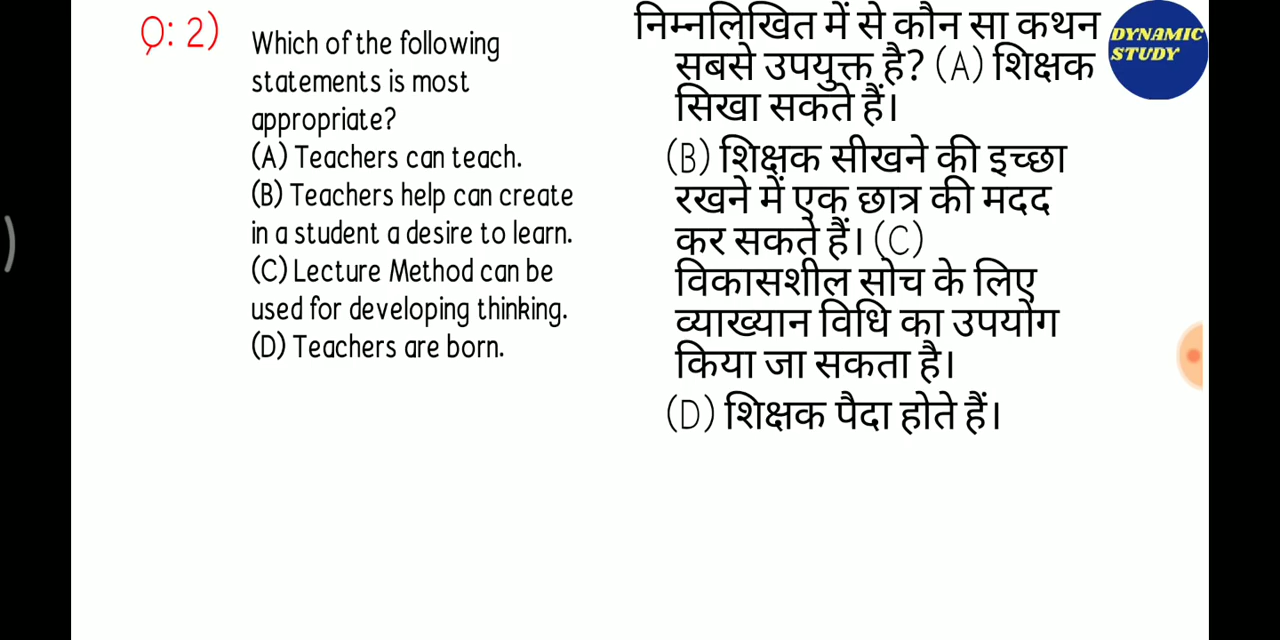 Q: 2)
Which of the following
statements is most
appropriate?
(A) Teachers can teach.
(B) Teachers help can create
in a student a desire to learn.
(C) Lecture Method can be
used for developing thinking.
(D) Teachers are born.
निम्नलिखित में से कौन सा कथन
सबसे उपयुक्त है? (A) शिक्षक
सिखा सकते हैं।
(B) शिक्षक सीखने की इच्छा
रखने में एक छात्र की मदद
कर सकते हैं। (C)
विकासशील सोच के लिए
व्याख्यान विधि का उपयोग
किया जा सकता है।
(D) शिक्षक पैदा होते हैं।
DYNAMIC
STUDY